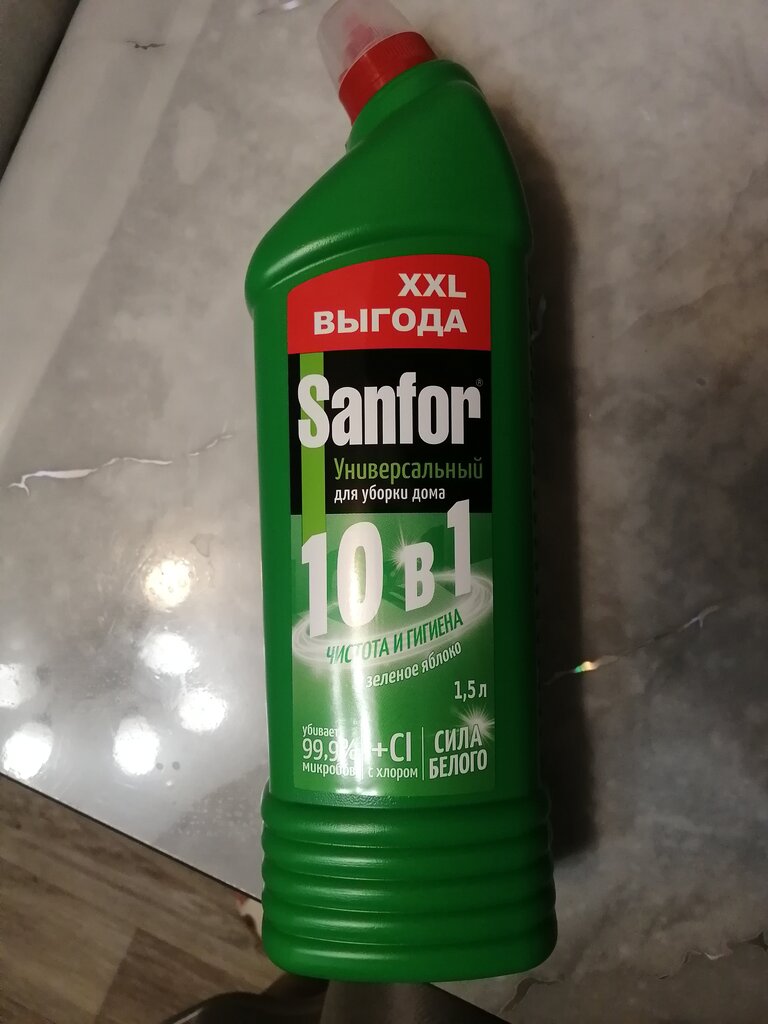 XXL
ВЫГОДА
Sanfor®
Универсальный
для уборки дома
10 в 1
ЧИСТОТА И ГИГИЕНА
зеленое яблоко
1,5 л
убивает
99,9%
микробов
+Cl
с хлором
СИЛА
БЕЛОГО